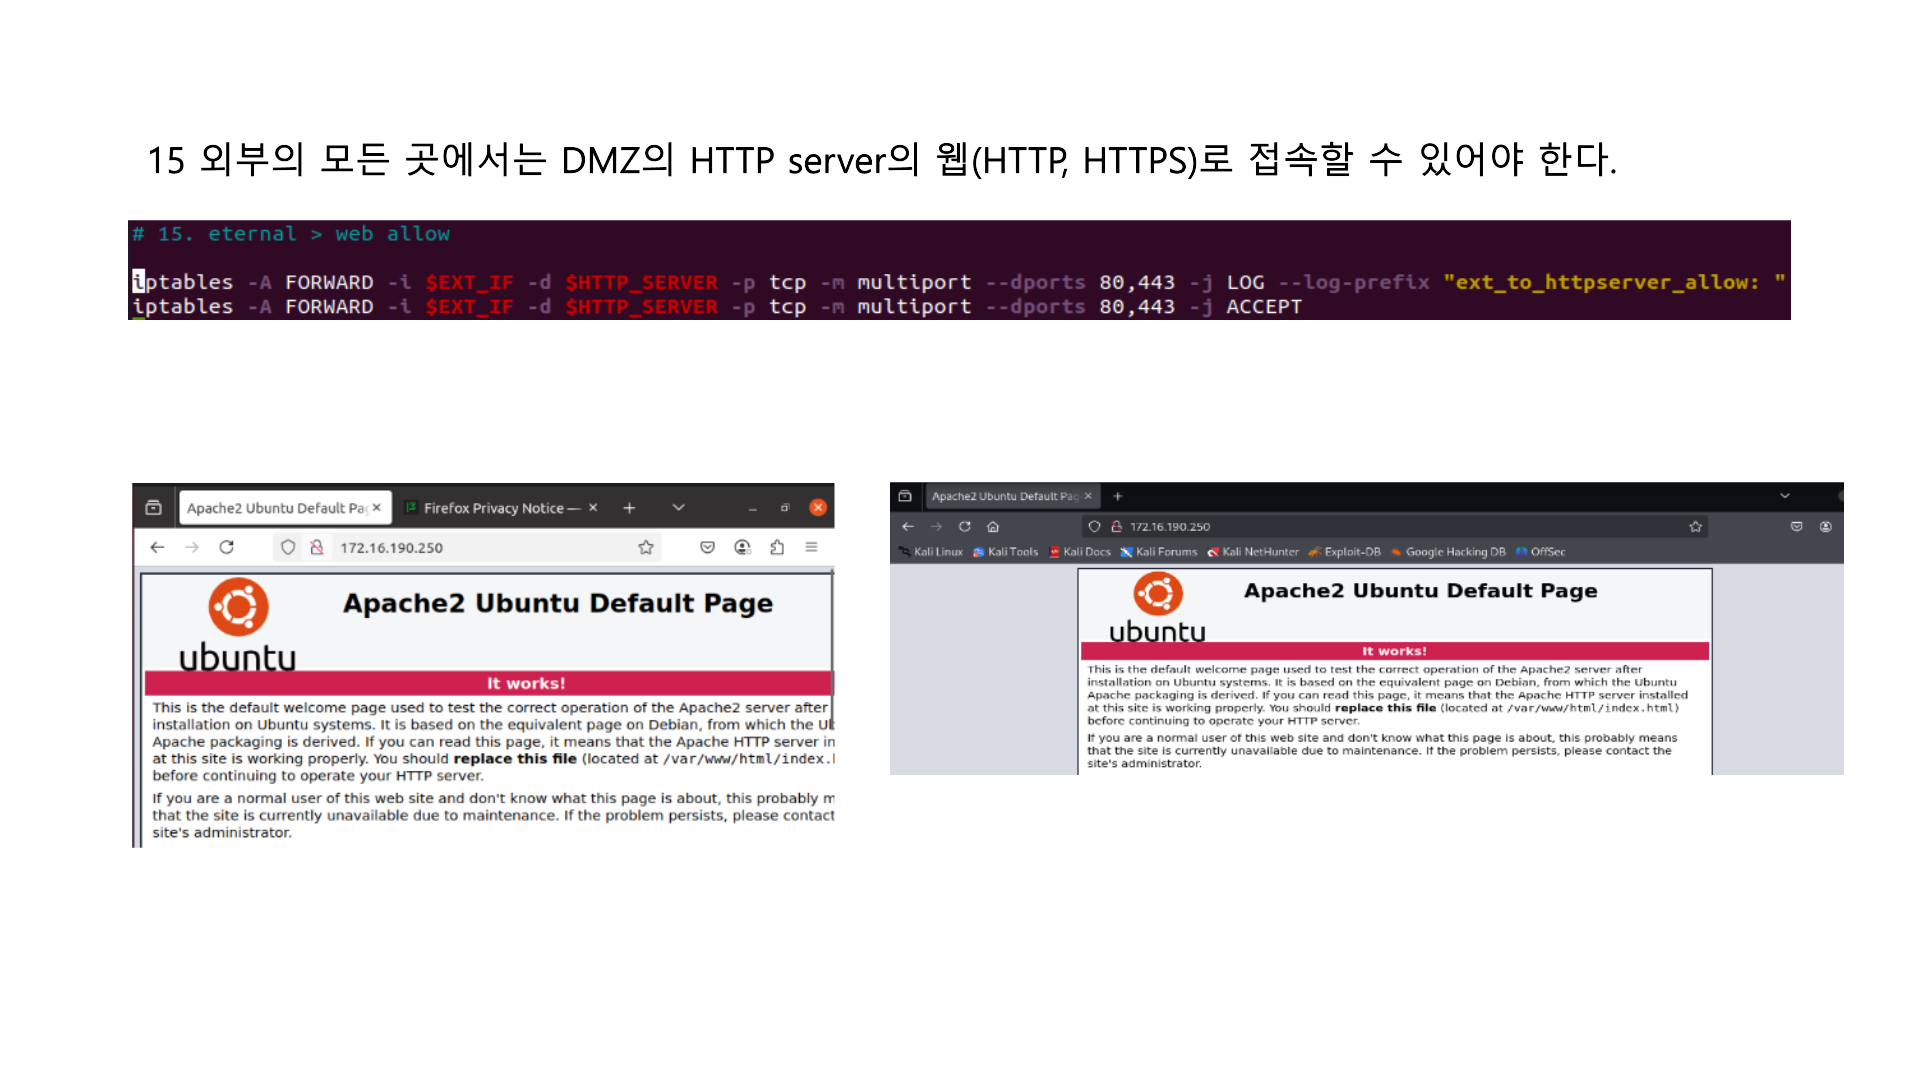 15 외부의 모든 곳에서는 DMZ의 HTTP server의 웹(HTTP, HTTPS)로 접속할 수 있어야 한다.
# 15. eternal > web allow
iptables -A FORWARD -i $EXT_IF -d $HTTP_SERVER -p tcp -m multiport --dports 80,443 -j LOG --log-prefix "ext_to_httpserver_allow: "
iptables -A FORWARD -i $EXT_IF -d $HTTP_SERVER -p tcp -m multiport --dports 80,443 -j ACCEPT
Apache2 Ubuntu Default Pag
Firefox Privacy Notice —
172.16.190.250
Apache2 Ubuntu Default Page
ubuntu
It works!
This is the default welcome page used to test the correct operation of the Apache2 server after
installation on Ubuntu systems. It is based on the equivalent page on Debian, from which the Ub
Apache packaging is derived. If you can read this page, it means that the Apache HTTP server in
at this site is working properly. You should replace this file (located at /var/www/html/index.
before continuing to operate your HTTP server.
If you are a normal user of this web site and don't know what this page is about, this probably m
that the site is currently unavailable due to maintenance. If the problem persists, please contact
site's administrator.
Apache2 Ubuntu Default Pag
172.16.190.250
Kali Linux Kali Tools Kali Docs Kali Forums Kali NetHunter Exploit-DB Google Hacking DB OffSec
Apache2 Ubuntu Default Page
ubuntu
It works!
This is the default welcome page used to test the correct operation of the Apache2 server after
installation on Ubuntu systems. It is based on the equivalent page on Debian, from which the Ubuntu
Apache packaging is derived. If you can read this page, it means that the Apache HTTP server installed
at this site is working properly. You should replace this file (located at /var/www/html/index.html)
before continuing to operate your HTTP server.
If you are a normal user of this web site and don't know what this page is about, this probably means
that the site is currently unavailable due to maintenance. If the problem persists, please contact the
site's administrator.